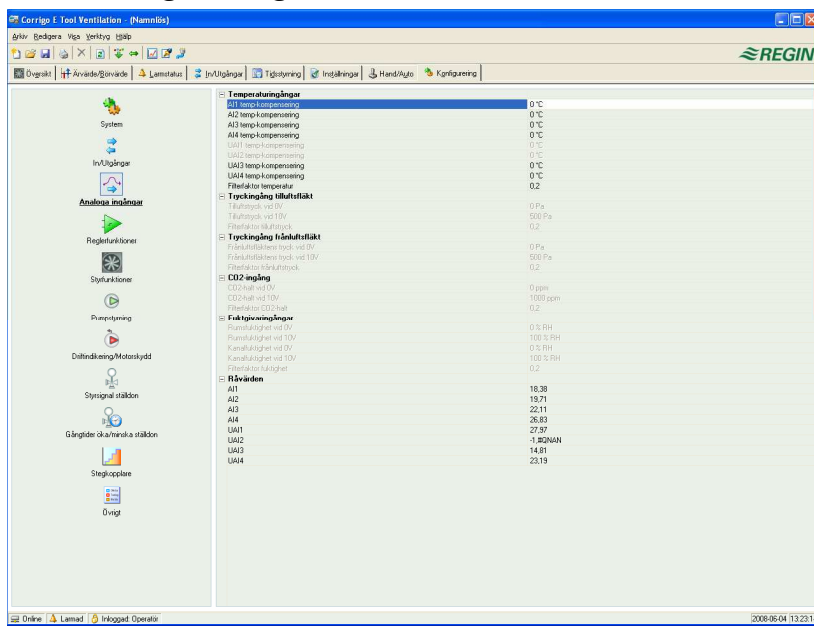 Corrigo E Tool Ventilation - (Namnlös)
Arkiv Redigera Visa Verktyg Hjälp
≈REGIN
Översikt Ärvärde/Börvärde Larmstatus In/Utgångar Tidsstyrning Inställningar Hand/Auto Konfigurering
System
In/Utgångar
Analoga ingångar
Reglerfunktioner
Styrfunktioner
Pumpstyrning
Driftindikering/Motorskydd
Styrsignal ställdon
Gångtider öka/minska ställdon
Stegkopplare
Övrigt
Temperaturingångar
AI1 temp-kompensering 0 °C
AI2 temp-kompensering 0 °C
AI3 temp-kompensering 0 °C
AI4 temp-kompensering 0 °C
UAI1 temp-kompensering 0 °C
UAI2 temp-kompensering 0 °C
UAI3 temp-kompensering 0 °C
UAI4 temp-kompensering 0 °C
Filterfaktor temperatur 0,2
Tryckingång tilluftsfläkt
Tilluftstryck vid 0V 0 Pa
Tilluftstryck vid 10V 500 Pa
Filterfaktor tilluftstryck 0,2
Tryckingång frånluftsfläkt
Frånluftsfläktens tryck vid 0V 0 Pa
Frånluftsfläktens tryck vid 10V 500 Pa
Filterfaktor frånluftstryck 0,2
CO2-ingång
CO2-halt vid 0V 0 ppm
CO2-halt vid 10V 1000 ppm
Filterfaktor CO2-halt 0,2
Fuktgivaringångar
Rumsfuktighet vid 0V 0 % RH
Rumsfuktighet vid 10V 100 % RH
Kanalfuktighet vid 0V 0 % RH
Kanalfuktighet vid 10V 100 % RH
Filterfaktor fuktighet 0,2
Råvärden
AI1 18,38
AI2 19,71
AI3 22,11
AI4 26,83
UAI1 27,97
UAI2 -1,#QNAN
UAI3 14,81
UAI4 23,19
Online Larmad Inloggad: Operatör 2008-06-04 13:23:1